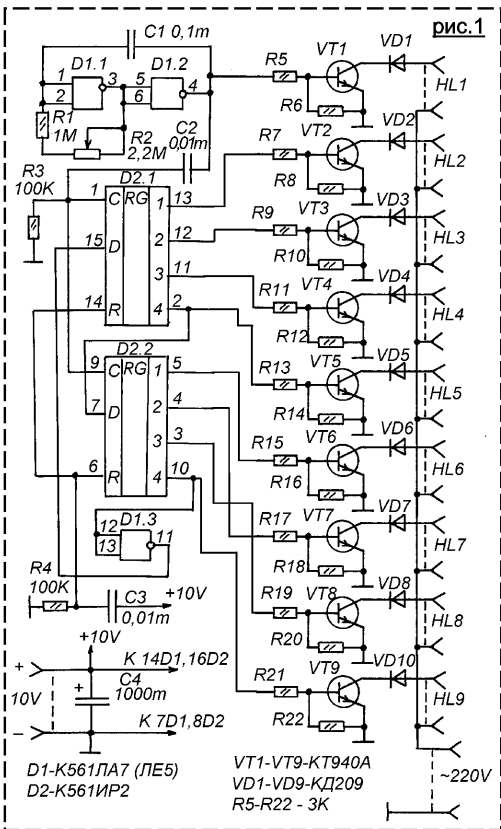 рис.1
C1 0,1m
D1.1
D1.2
1
2
3
5
6
4
R1
1M
R2
2,2M
C2
0,01m
R3
100K
D2.1
1
C
RG
1
13
15
D
2
12
3
11
14
R
4
2
D2.2
9
C
RG
1
5
7
D
2
4
3
3
6
R
4
10
D1.3
12
13
11
R4
100K
C3
0,01m
+10V
+10V
+
10V
+
C4
1000m
–
К 14D1,16D2
К 7D1,8D2
R5
VT1
VD1
R6
HL1
R7
VT2
VD2
R8
HL2
R9
VT3
VD3
R10
HL3
R11
VT4
VD4
R12
HL4
R13
VT5
VD5
R14
HL5
R15
VT6
VD6
R16
HL6
R17
VT7
VD7
R18
HL7
R19
VT8
VD8
R20
HL8
R21
VT9
VD10
R22
HL9
~220V
D1-К561ЛА7 (ЛЕ5)
D2-К561ИР2
VT1-VT9-КТ940А
VD1-VD9-КД209
R5-R22 - 3К